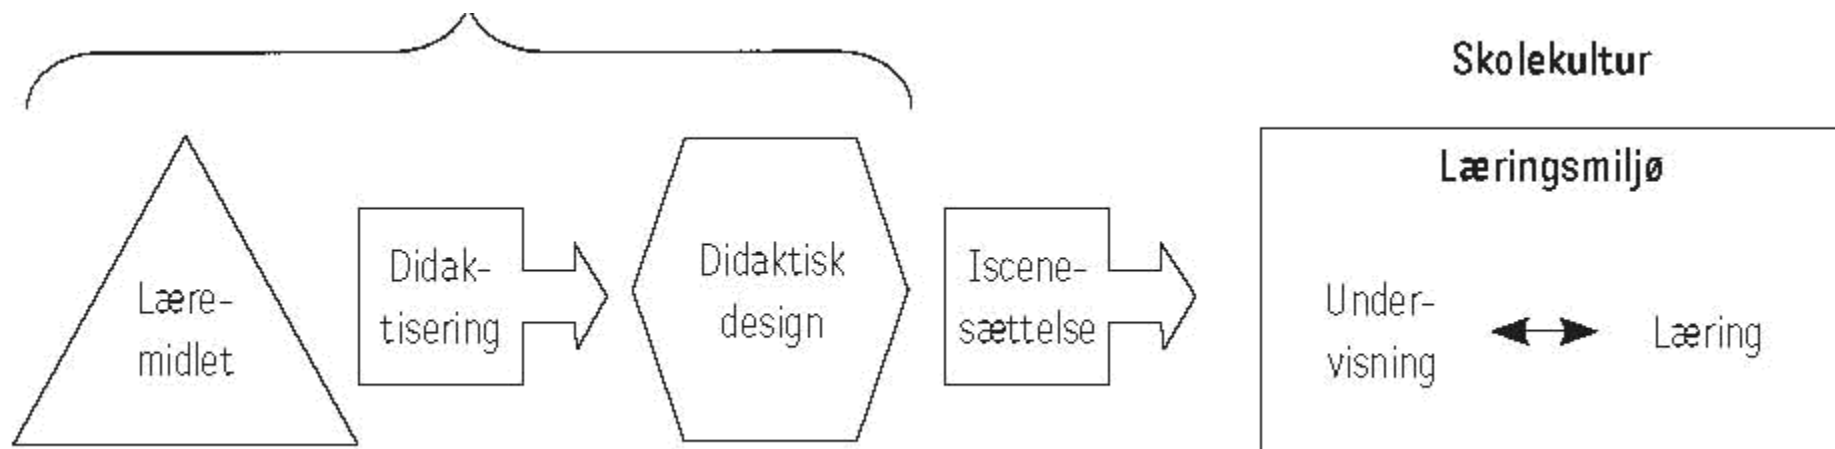 Skolekultur
Læringsmiljø
Lære-
midlet
Didak-
tisering
Didaktisk
design
Iscene-
sættelse
Under-
visning
Læring